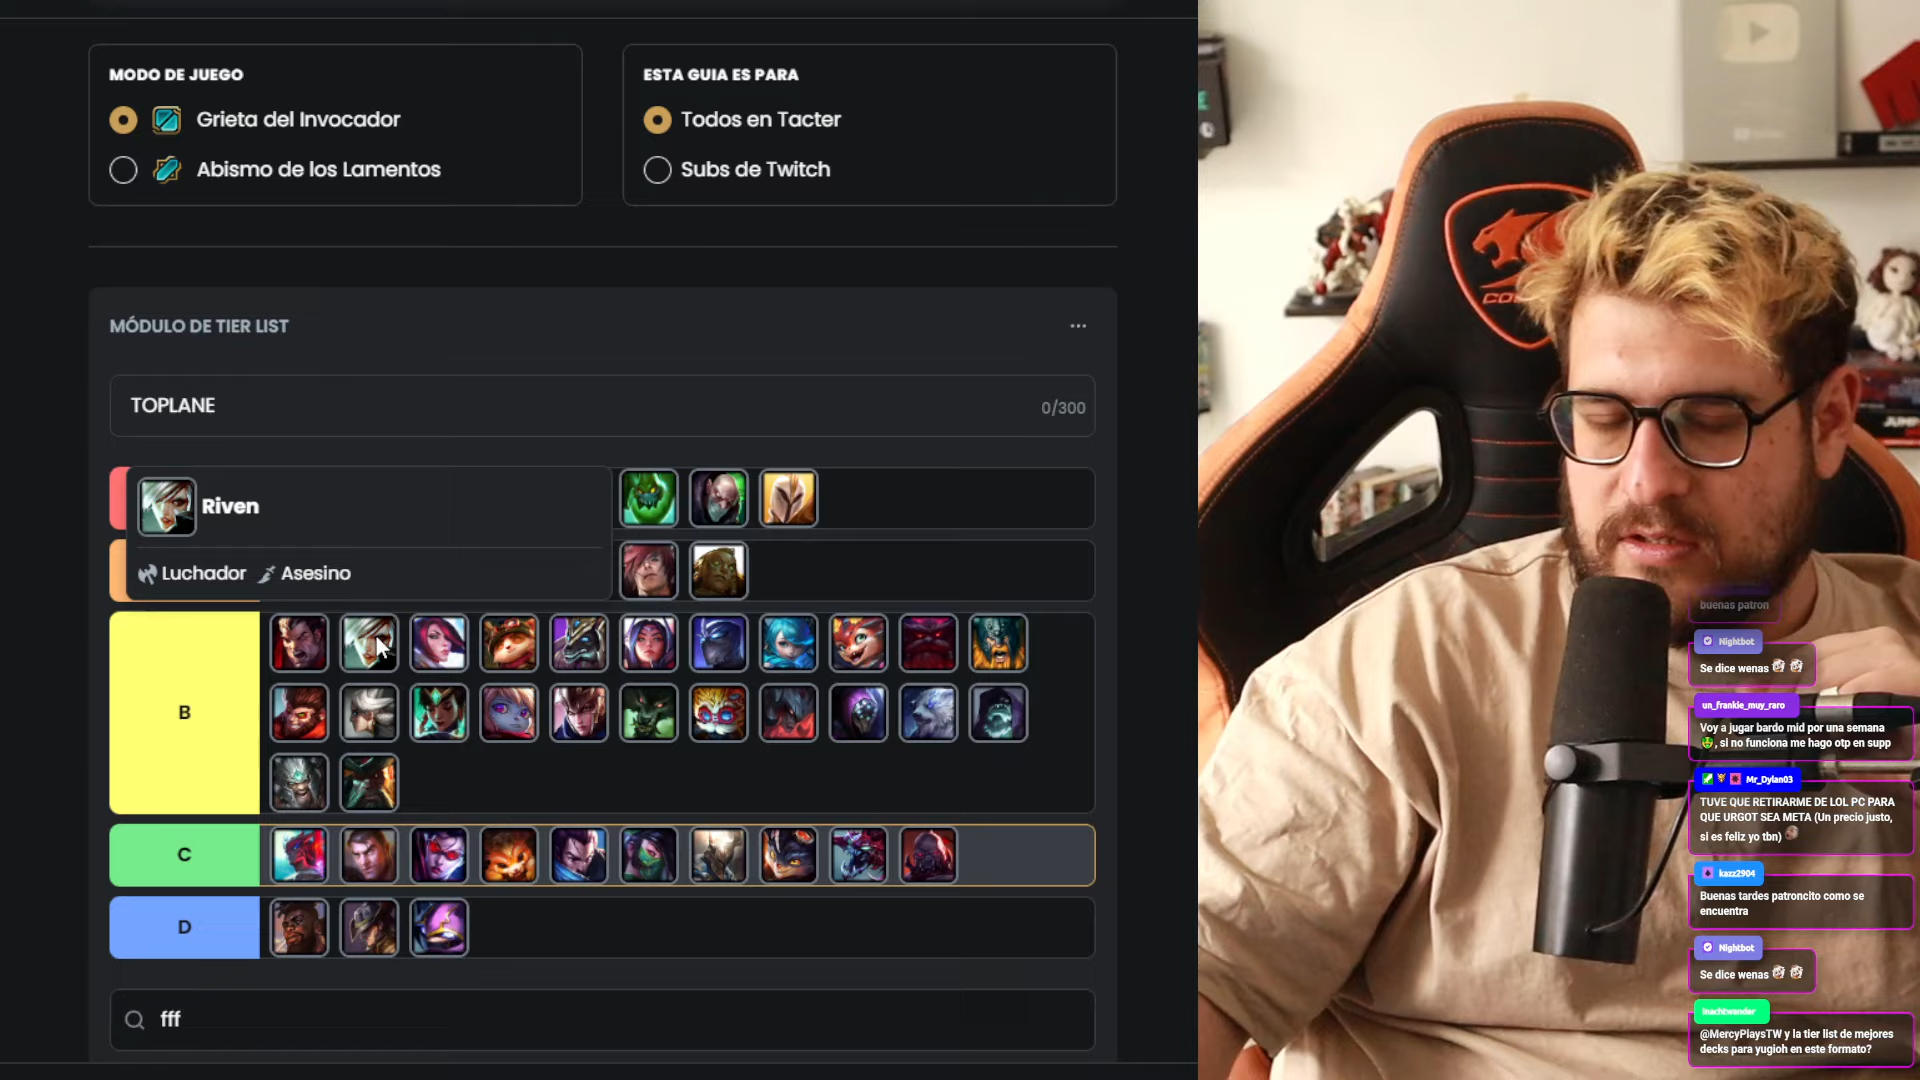 MODO DE JUEGO
Grieta del Invocador
Abismo de los Lamentos
ESTA GUIA ES PARA
Todos en Tacter
Subs de Twitch
MÓDULO DE TIER LIST
TOPLANE
0/300
Riven
Luchador Asesino
B
C
D
fff
buenas patron
Nightbot
Se dice wenas
un_frankie_muy_raro
Voy a jugar bardo mid por una semana
, si no funciona me hago otp en supp
Mr_Dylan03
TUVE QUE RETIRARME DE LOL PC PARA
QUE URGOT SEA META (Un precio justo,
si es feliz yo tbn)
kazz2904
Buenas tardes patroncito como se
encuentra
Nightbot
Se dice wenas
@MercyPlaysTW y la tier list de mejores
decks para yugioh en este formato?